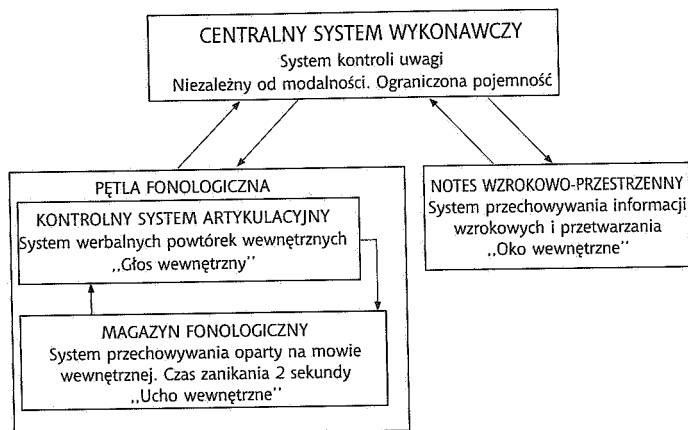 CENTRALNY SYSTEM WYKONAWCZY
System kontroli uwagi
Niezależny od modalności. Ograniczona pojemność
PĘTLA FONOLOGICZNA
KONTROLNY SYSTEM ARTYKULACYJNY
System werbalnych powtórek wewnętrznych
,,Głos wewnętrzny"
MAGAZYN FONOLOGICZNY
System przechowywania oparty na mowie
wewnętrznej. Czas zanikania 2 sekundy
,,Ucho wewnętrzne"
NOTES WZROKOWO-PRZESTRZENNY
System przechowywania informacji
wzrokowych i przetwarzania
,,Oko wewnętrzne"